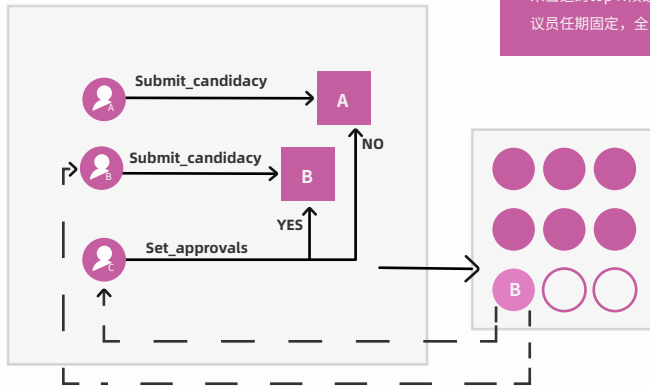 议员任期固定，全
Submit_candidacy
A
A
NO
Submit_candidacy
B
B
YES
Set_approvals
C
B